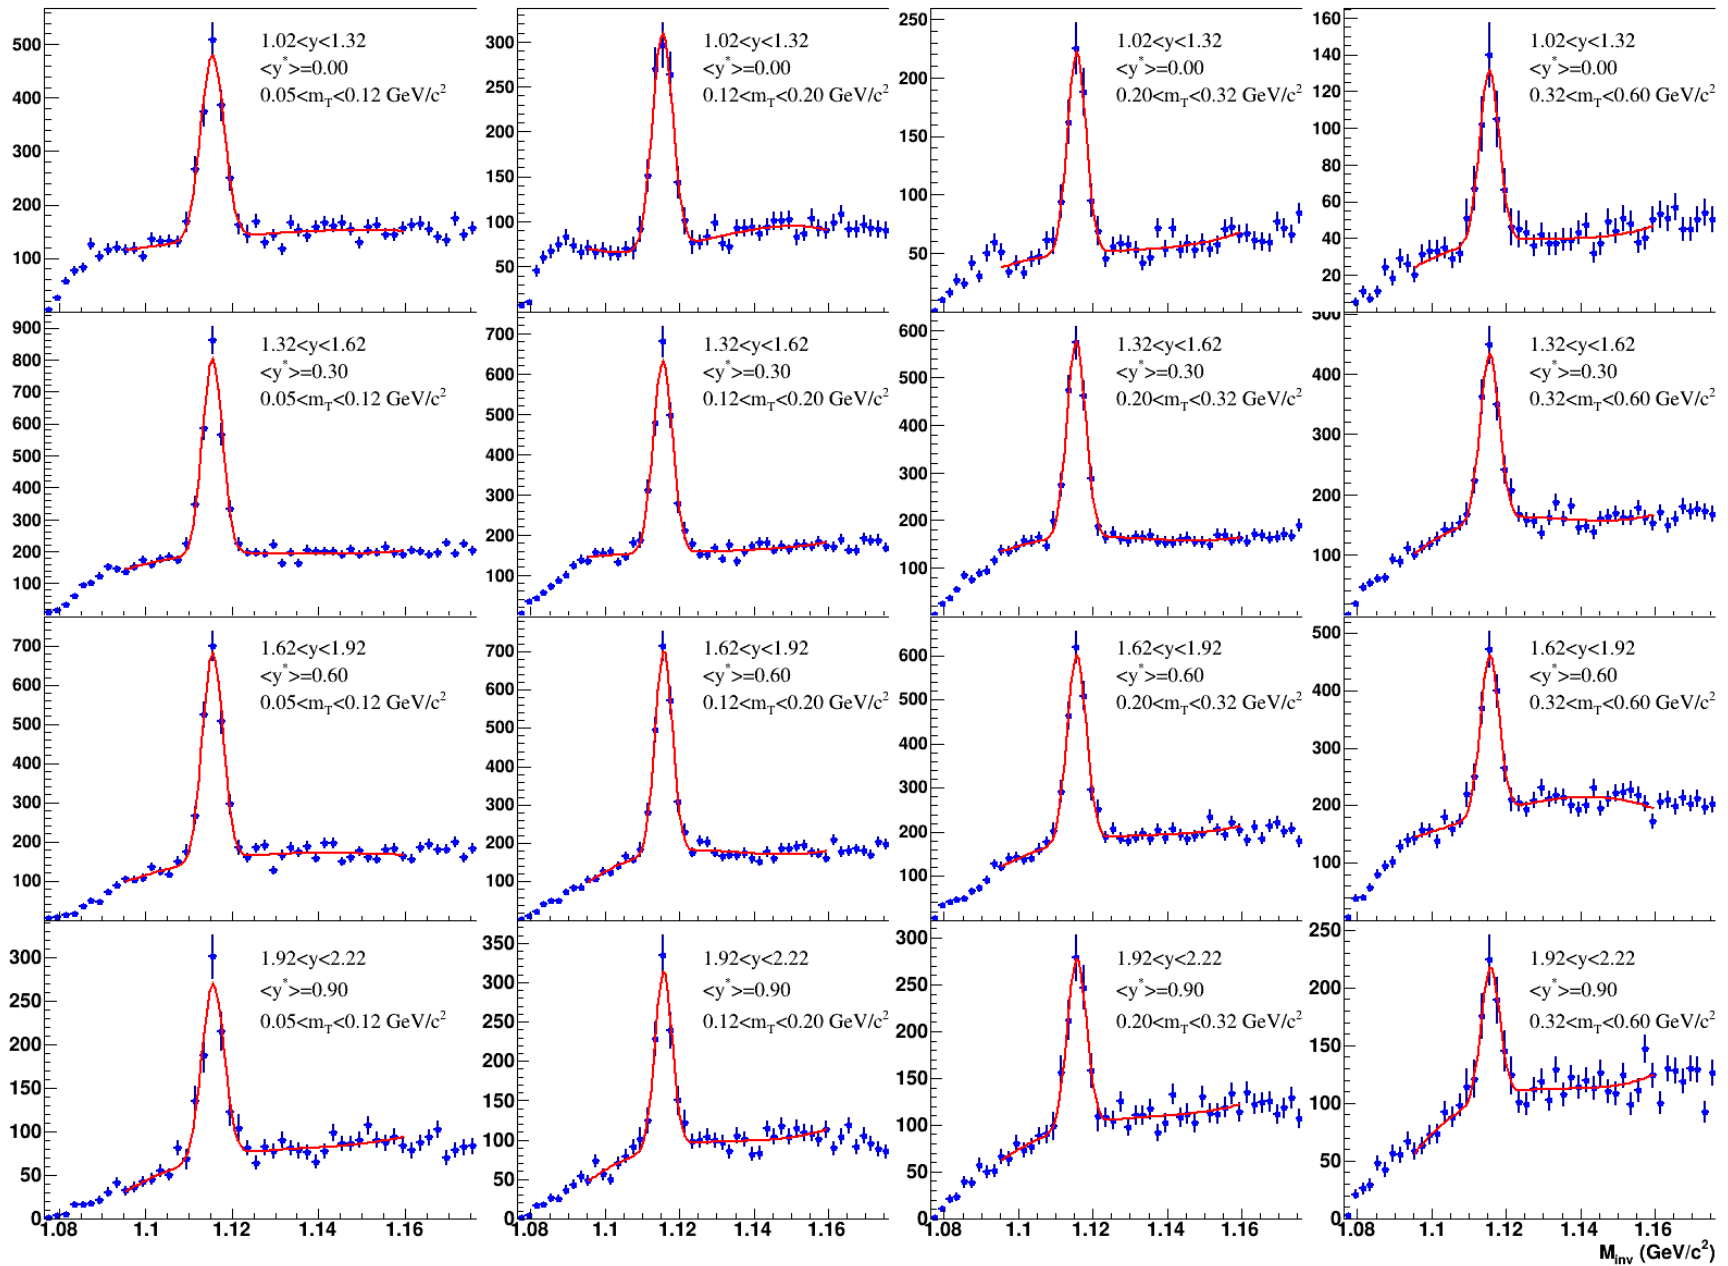 500
400
300
200
100
1.02<y<1.32
<y*>=0.00
0.05<m_T<0.12 GeV/c²
300
250
200
150
100
50
1.02<y<1.32
<y*>=0.00
0.12<m_T<0.20 GeV/c²
250
200
150
100
50
1.02<y<1.32
<y*>=0.00
0.20<m_T<0.32 GeV/c²
160
140
120
100
80
60
40
20
1.02<y<1.32
<y*>=0.00
0.32<m_T<0.60 GeV/c²
900
800
700
600
500
400
300
200
100
1.32<y<1.62
<y*>=0.30
0.05<m_T<0.12 GeV/c²
700
600
500
400
300
200
100
1.32<y<1.62
<y*>=0.30
0.12<m_T<0.20 GeV/c²
600
500
400
300
200
100
1.32<y<1.62
<y*>=0.30
0.20<m_T<0.32 GeV/c²
500
400
300
200
100
1.32<y<1.62
<y*>=0.30
0.32<m_T<0.60 GeV/c²
700
600
500
400
300
200
100
1.62<y<1.92
<y*>=0.60
0.05<m_T<0.12 GeV/c²
700
600
500
400
300
200
100
1.62<y<1.92
<y*>=0.60
0.12<m_T<0.20 GeV/c²
600
500
400
300
200
100
1.62<y<1.92
<y*>=0.60
0.20<m_T<0.32 GeV/c²
500
400
300
200
100
1.62<y<1.92
<y*>=0.60
0.32<m_T<0.60 GeV/c²
300
250
200
150
100
50
0
1.92<y<2.22
<y*>=0.90
0.05<m_T<0.12 GeV/c²
1.08 1.1 1.12 1.14 1.16
350
300
250
200
150
100
50
0
1.92<y<2.22
<y*>=0.90
0.12<m_T<0.20 GeV/c²
1.08 1.1 1.12 1.14 1.16
300
250
200
150
100
50
0
1.92<y<2.22
<y*>=0.90
0.20<m_T<0.32 GeV/c²
1.08 1.1 1.12 1.14 1.16
250
200
150
100
50
0
1.92<y<2.22
<y*>=0.90
0.32<m_T<0.60 GeV/c²
1.08 1.1 1.12 1.14 1.16
M_inv (GeV/c²)